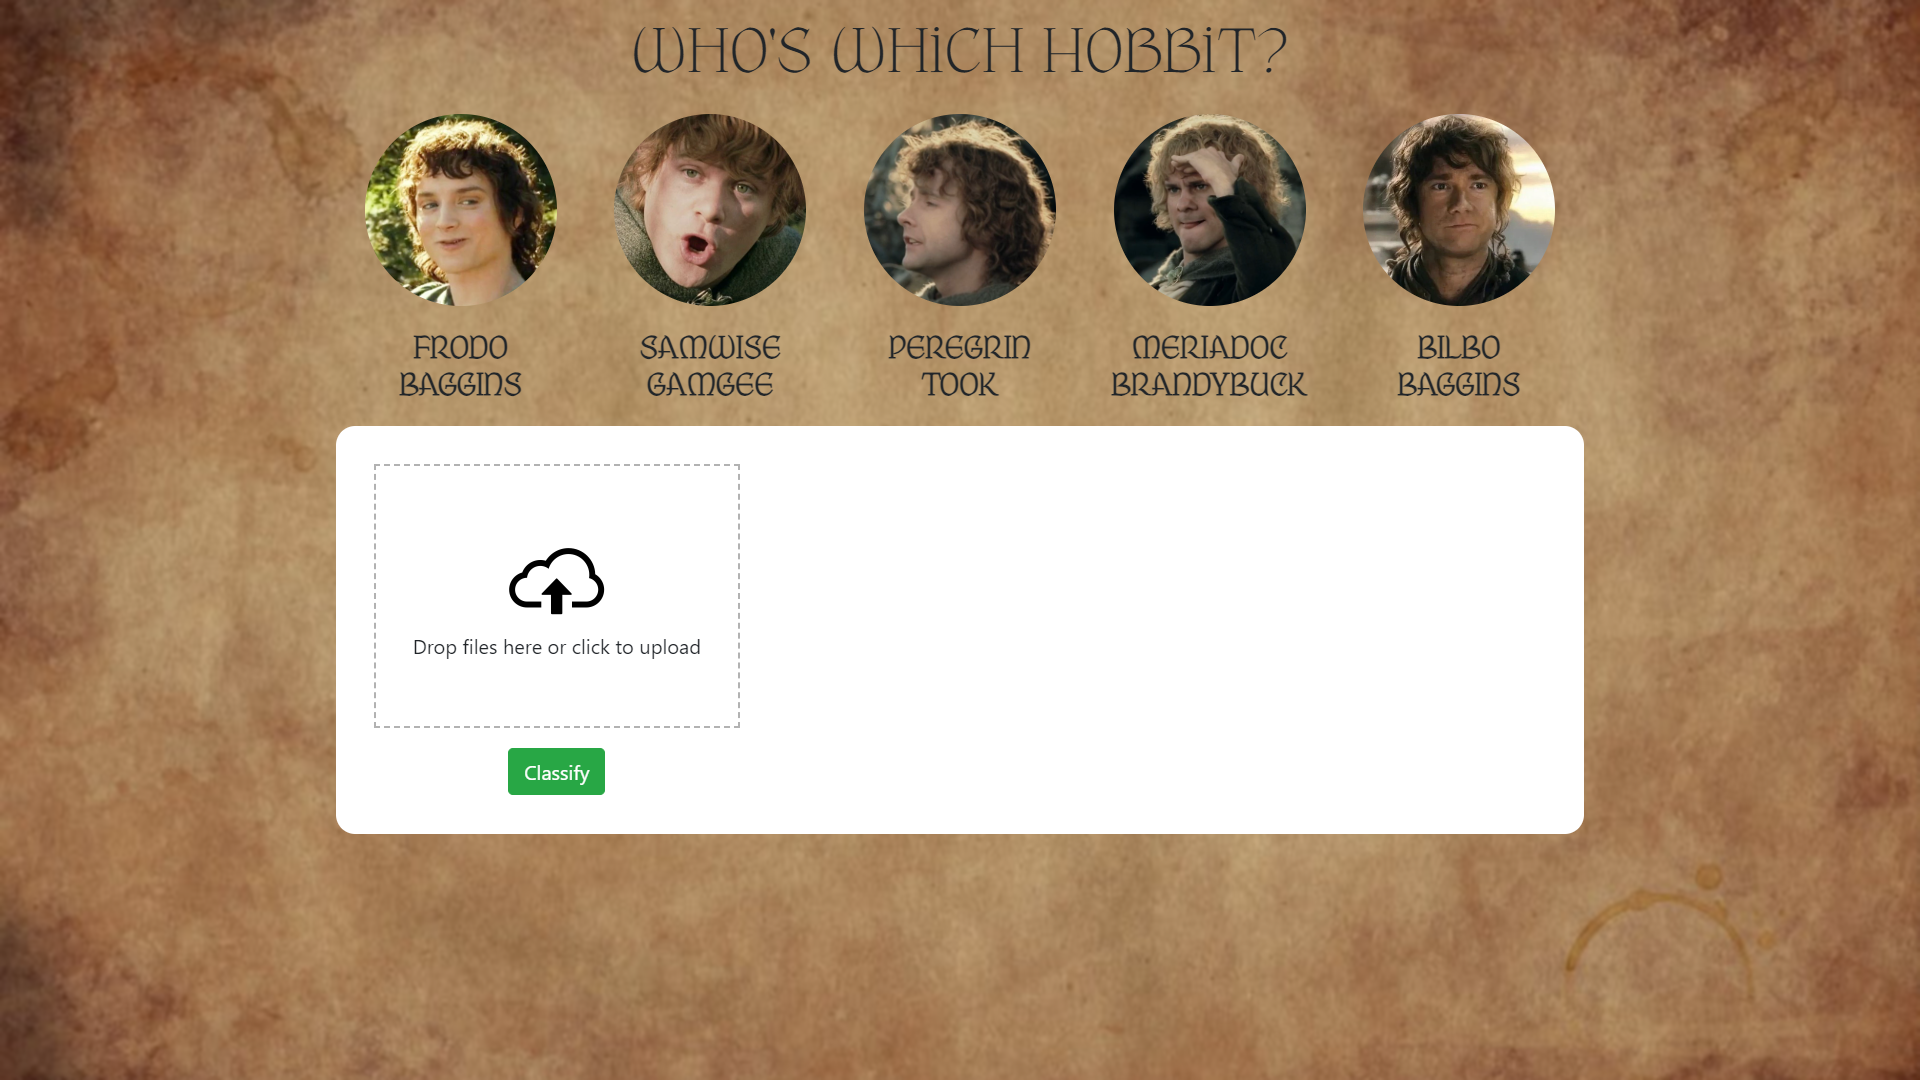 WHO'S WHiCH HOBBiT?
FRODO
BAGGINS
SAMWISE
GAMGEE
PEREGRIN
TOOK
MERIADOC
BRANDYBUCK
BILBO
BAGGINS
Drop files here or click to upload
Classify